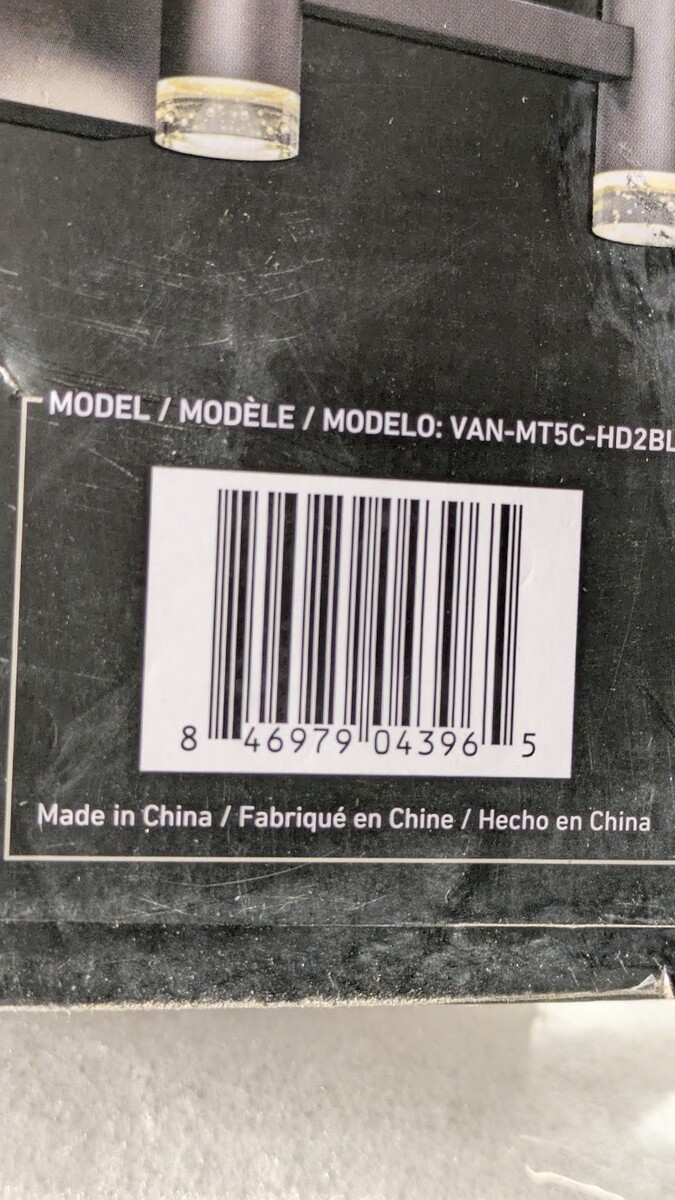 MODEL / MODÈLE / MODELO: VAN-MT5C-HD2BL
8 46979 04396 5
Made in China / Fabriqué en Chine / Hecho en China